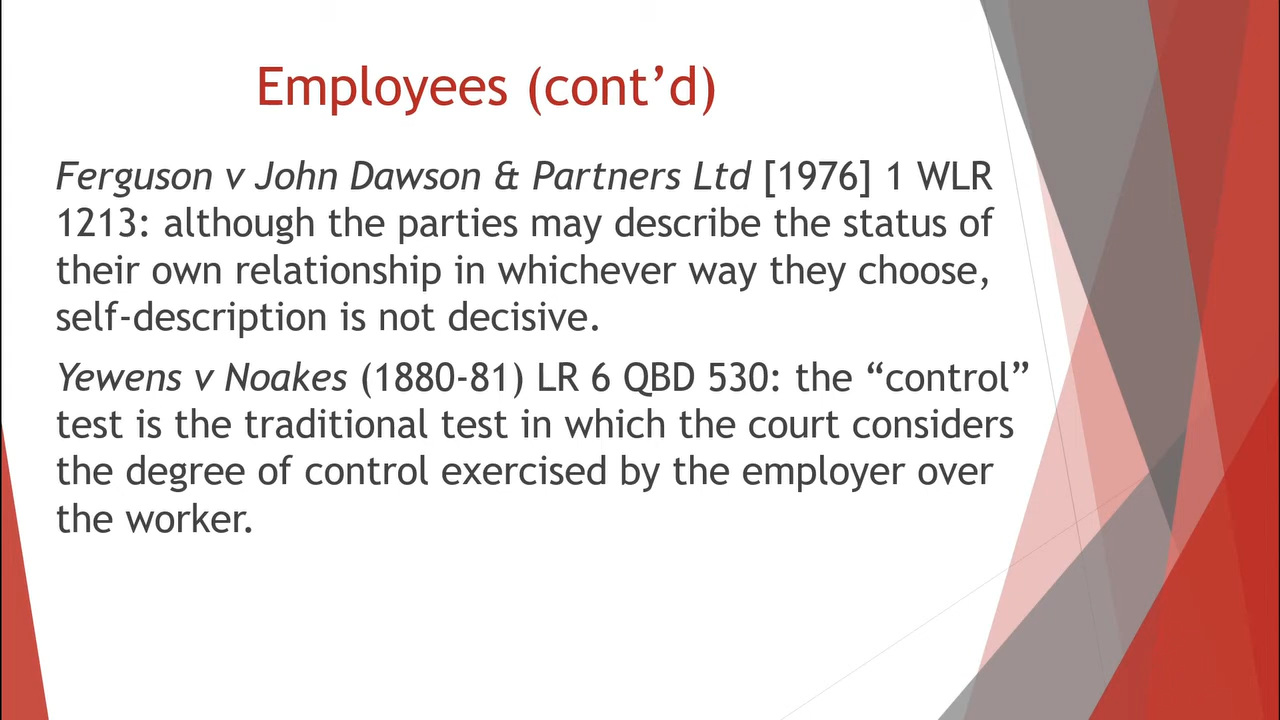 Employees (cont’d)
Ferguson v John Dawson & Partners Ltd [1976] 1 WLR
1213: although the parties may describe the status of
their own relationship in whichever way they choose,
self-description is not decisive.
Yewens v Noakes (1880-81) LR 6 QBD 530: the “control”
test is the traditional test in which the court considers
the degree of control exercised by the employer over
the worker.